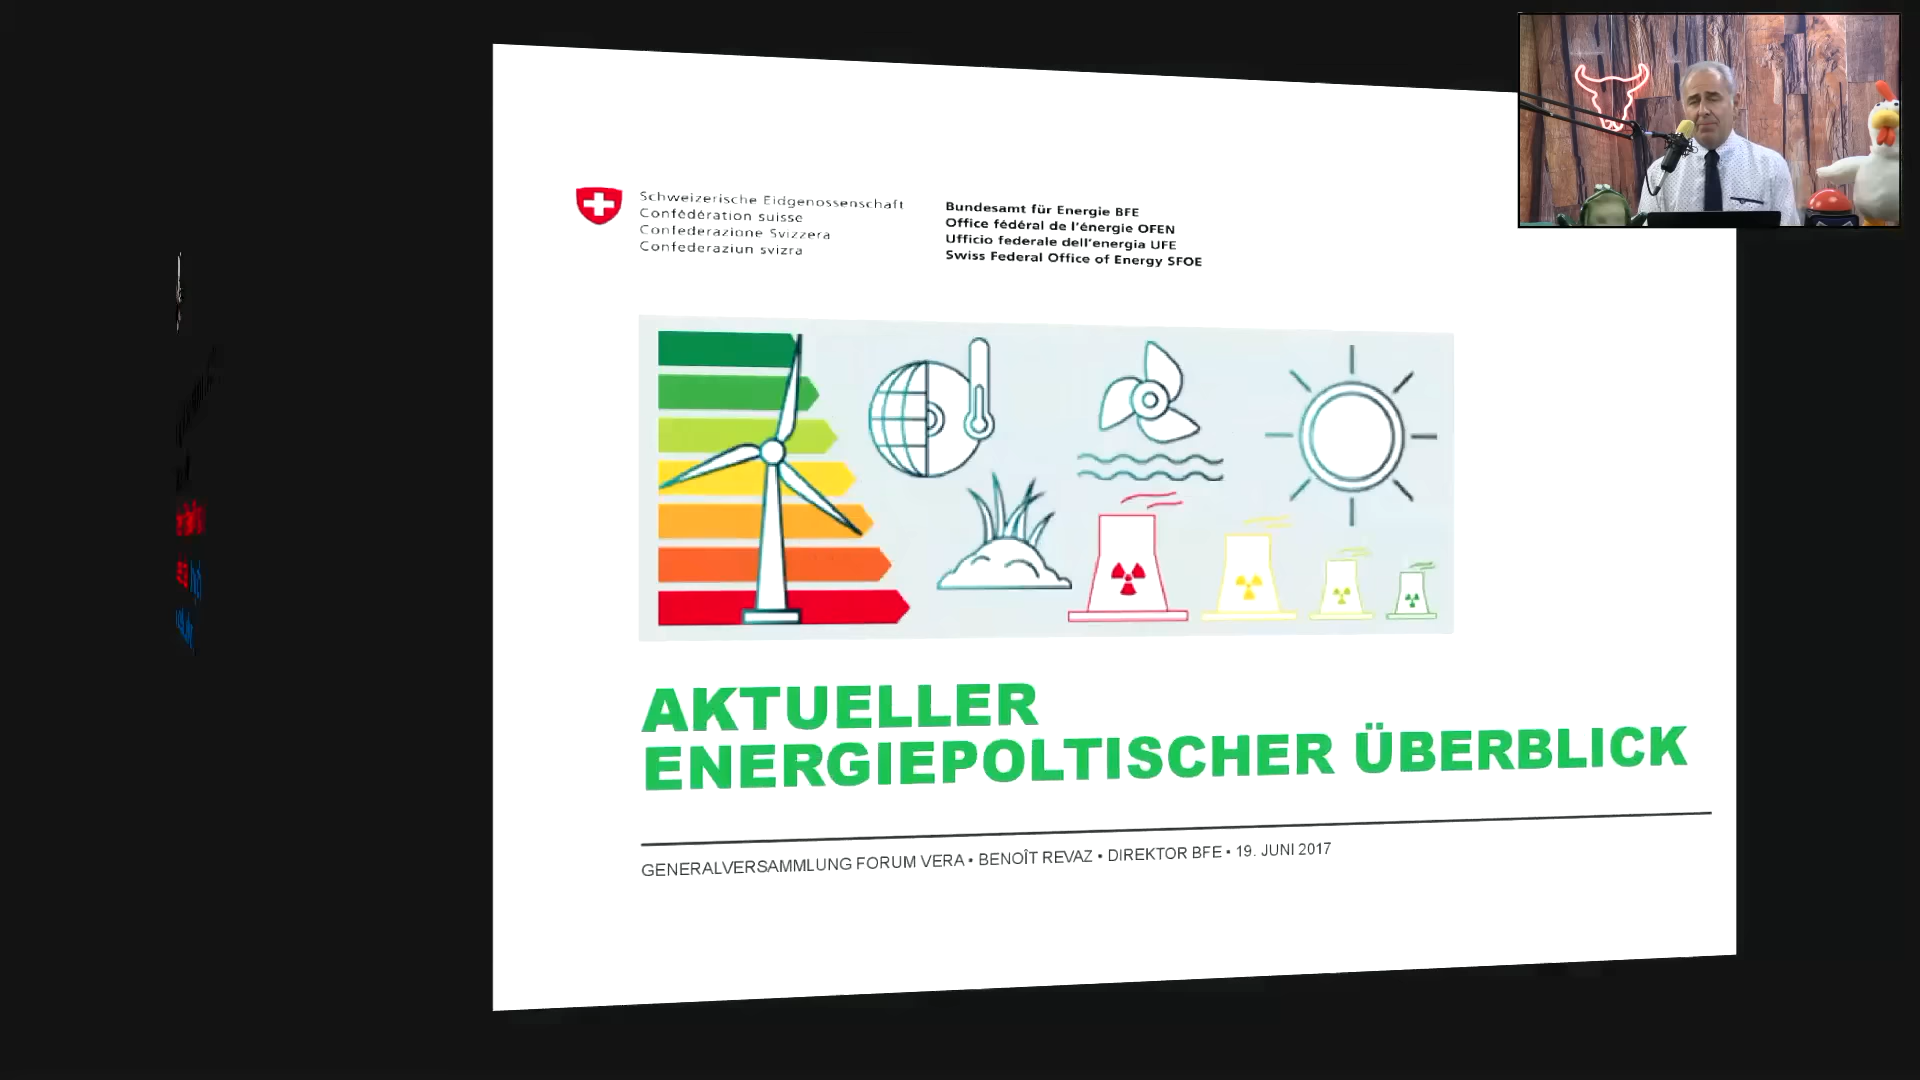 Schweizerische Eidgenossenschaft
Confédération suisse
Confederazione Svizzera
Confederaziun svizra
Bundesamt für Energie BFE
Office fédéral de l'énergie OFEN
Ufficio federale dell'energia UFE
Swiss Federal Office of Energy SFOE
AKTUELLER
ENERGIEPOLTISCHER ÜBERBLICK
GENERALVERSAMMLUNG FORUM VERA • BENOÎT REVAZ • DIREKTOR BFE • 19. JUNI 2017